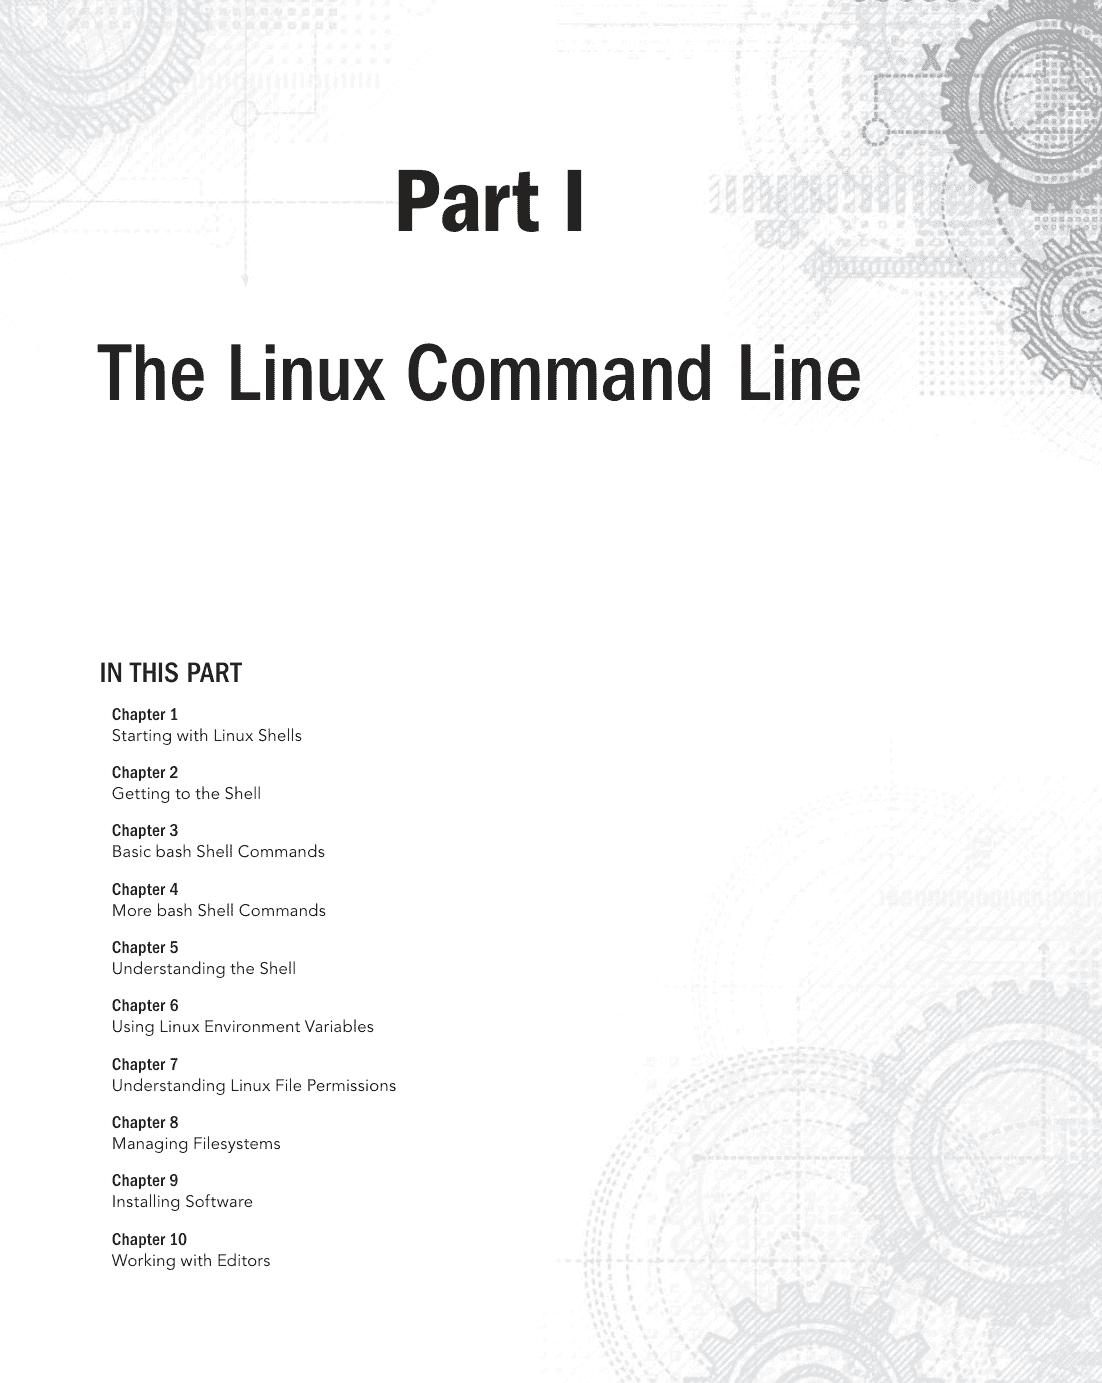 X
Part I
The Linux Command Line
IN THIS PART
Chapter 1
Starting with Linux Shells
Chapter 2
Getting to the Shell
Chapter 3
Basic bash Shell Commands
Chapter 4
More bash Shell Commands
Chapter 5
Understanding the Shell
Chapter 6
Using Linux Environment Variables
Chapter 7
Understanding Linux File Permissions
Chapter 8
Managing Filesystems
Chapter 9
Installing Software
Chapter 10
Working with Editors